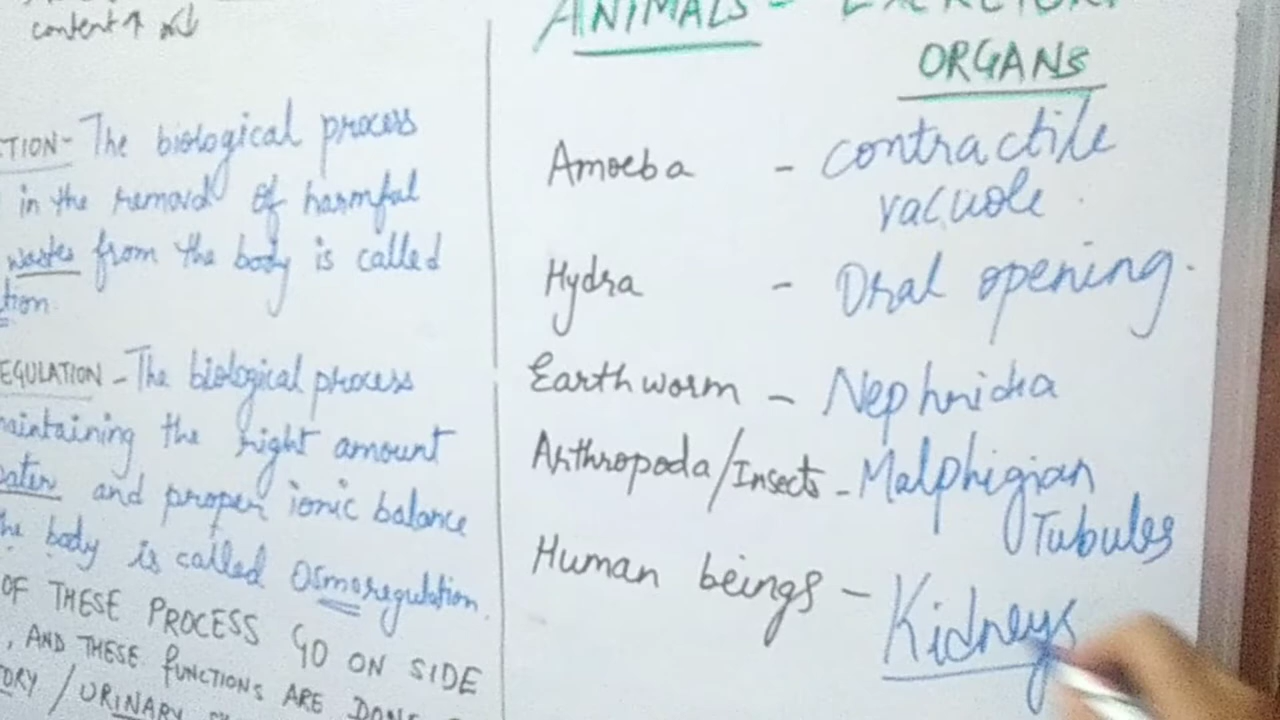 content↑
TION- The biological process
in the removal of harmful
wastes from the body is called
tion.
EGULATION - The biological process
maintaining the right amount
water and proper ionic balance
the body is called Osmoregulation.
OF THESE PROCESS GO ON SIDE
, AND THESE fUNCTIONS ARE DONE
TORY / URINARY
ANIMALS - EXCRETORY
ORGANS
Amoeba - contractile
vacuole.
Hydra - Oral opening.
Earthworm - Nephridia
Arthropoda/Insects - Malphigian
Tubules
Human beings - Kidneys